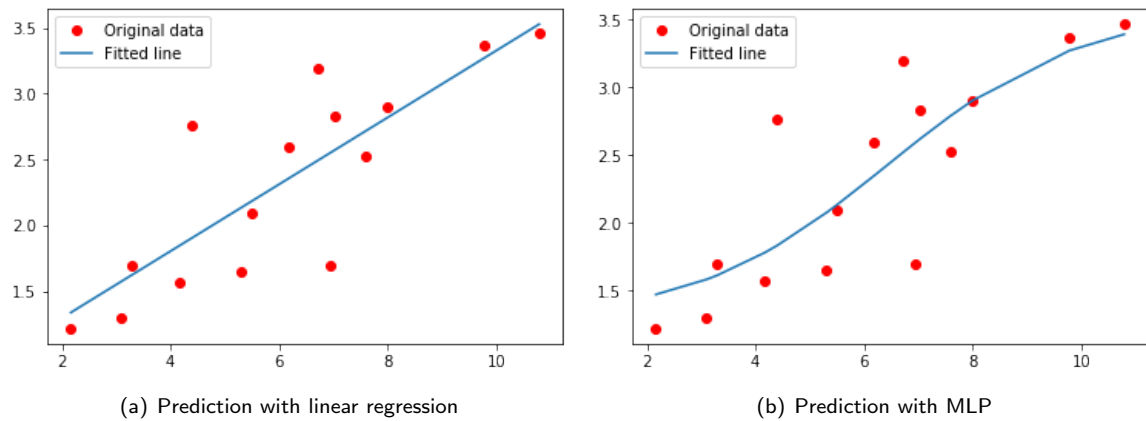 Original data
Fitted line
3.5
3.0
2.5
2.0
1.5
2 4 6 8 10
(a) Prediction with linear regression
Original data
Fitted line
3.5
3.0
2.5
2.0
1.5
2 4 6 8 10
(b) Prediction with MLP